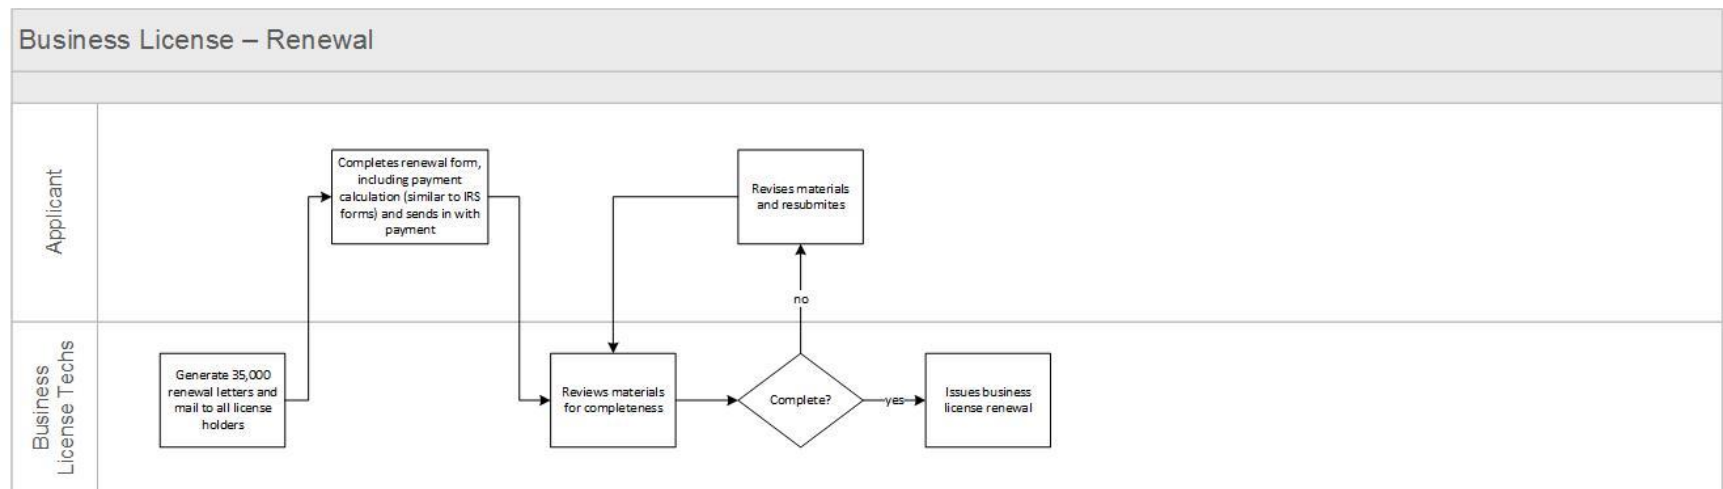 Business License – Renewal
Applicant
Completes renewal form,
including payment
calculation (similar to IRS
forms) and sends in with
payment
Revises materials
and resubmites
no
Business
License Techs
Generate 35,000
renewal letters and
mail to all license
holders
Reviews materials
for completeness
Complete?
yes
Issues business
license renewal